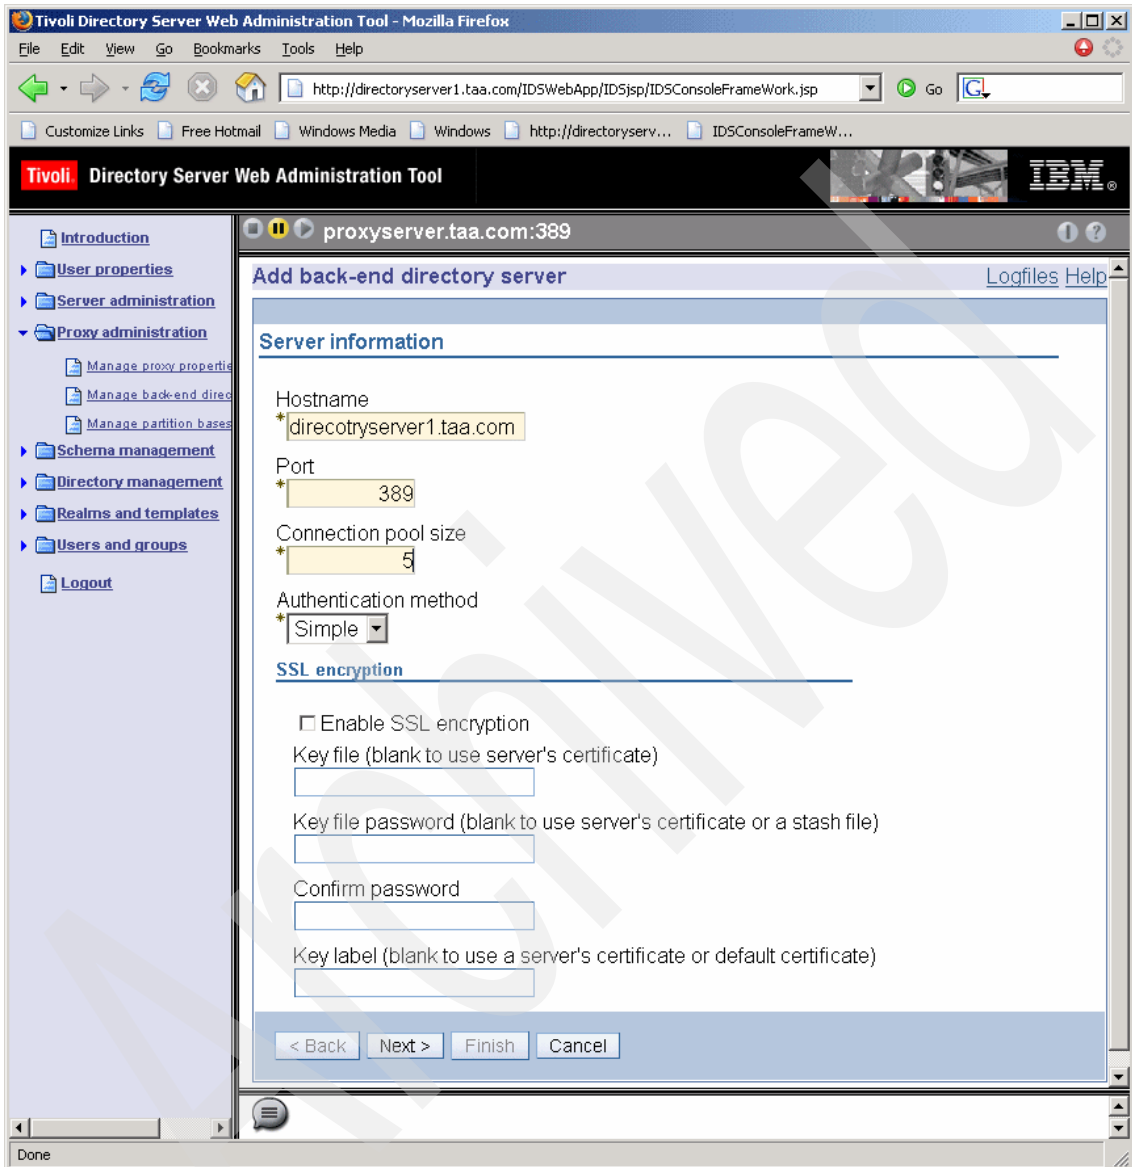 Tivoli Directory Server Web Administration Tool - Mozilla Firefox
File Edit View Go Bookmarks Tools Help
http://directoryserver1.taa.com/IDSWebApp/IDSjsp/IDSConsoleFrameWork.jsp Go G
Customize Links Free Hotmail Windows Media Windows http://directoryserv... IDSConsoleFrameW...
Tivoli. Directory Server Web Administration Tool IBM®
Introduction
User properties
Server administration
Proxy administration
Manage proxy propertie
Manage back-end direc
Manage partition bases
Schema management
Directory management
Realms and templates
Users and groups
Logout
proxyserver.taa.com:389
Add back-end directory server Logfiles Help
Server information
Hostname
*direcotryserver1.taa.com
Port
*389
Connection pool size
*5
Authentication method
*Simple
SSL encryption
Enable SSL encryption
Key file (blank to use server's certificate)
Key file password (blank to use server's certificate or a stash file)
Confirm password
Key label (blank to use a server's certificate or default certificate)
< Back Next > Finish Cancel
Done
Archived